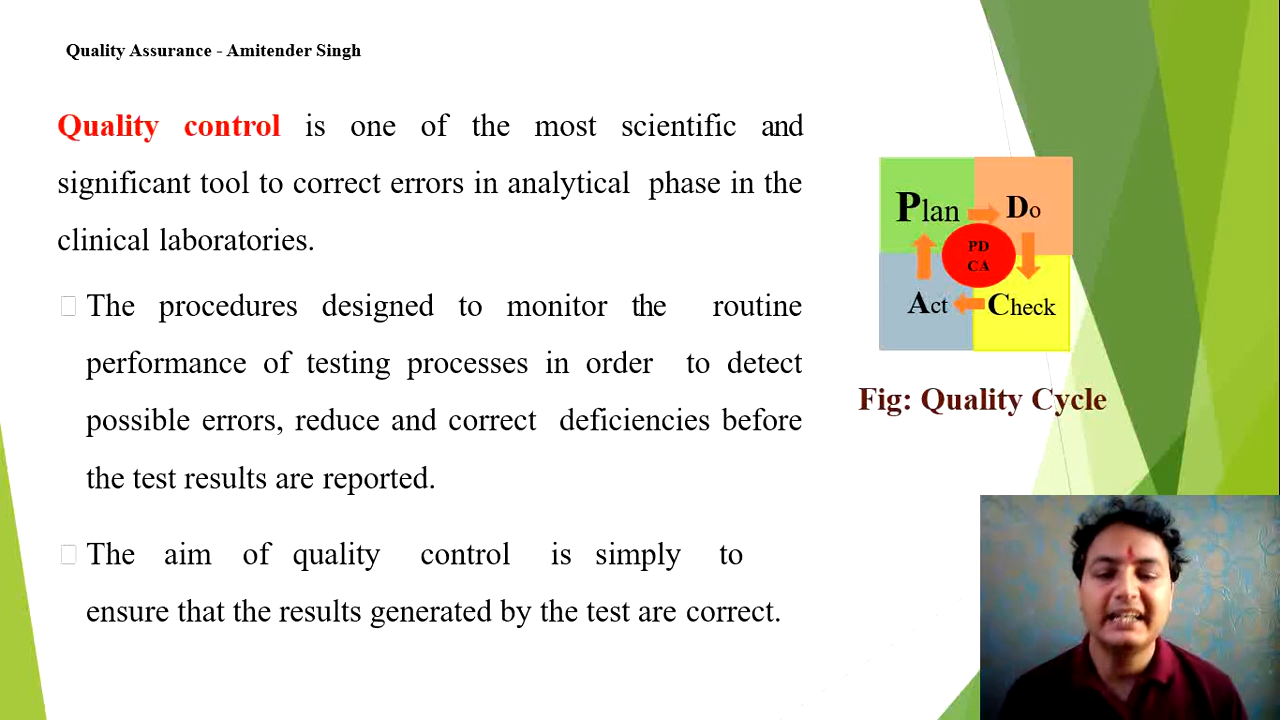 Quality Assurance - Amitender Singh
Quality control is one of the most scientific and
significant tool to correct errors in analytical phase in the
clinical laboratories.
The procedures designed to monitor the routine
performance of testing processes in order to detect
possible errors, reduce and correct deficiencies before
the test results are reported.
The aim of quality control is simply to
ensure that the results generated by the test are correct.
Plan
Do
PD
CA
Act
Check
Fig: Quality Cycle